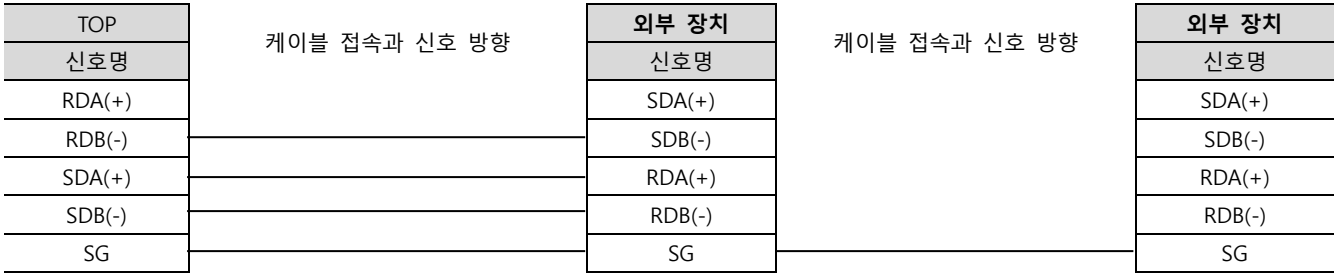 TOP 케이블 접속과 신호 방향 외부 장치 케이블 접속과 신호 방향 외부 장치
신호명 신호명 신호명
RDA(+) SDA(+) SDA(+)
RDB(-) SDB(-) SDB(-)
SDA(+) RDA(+) RDA(+)
SDB(-) RDB(-) RDB(-)
SG SG SG